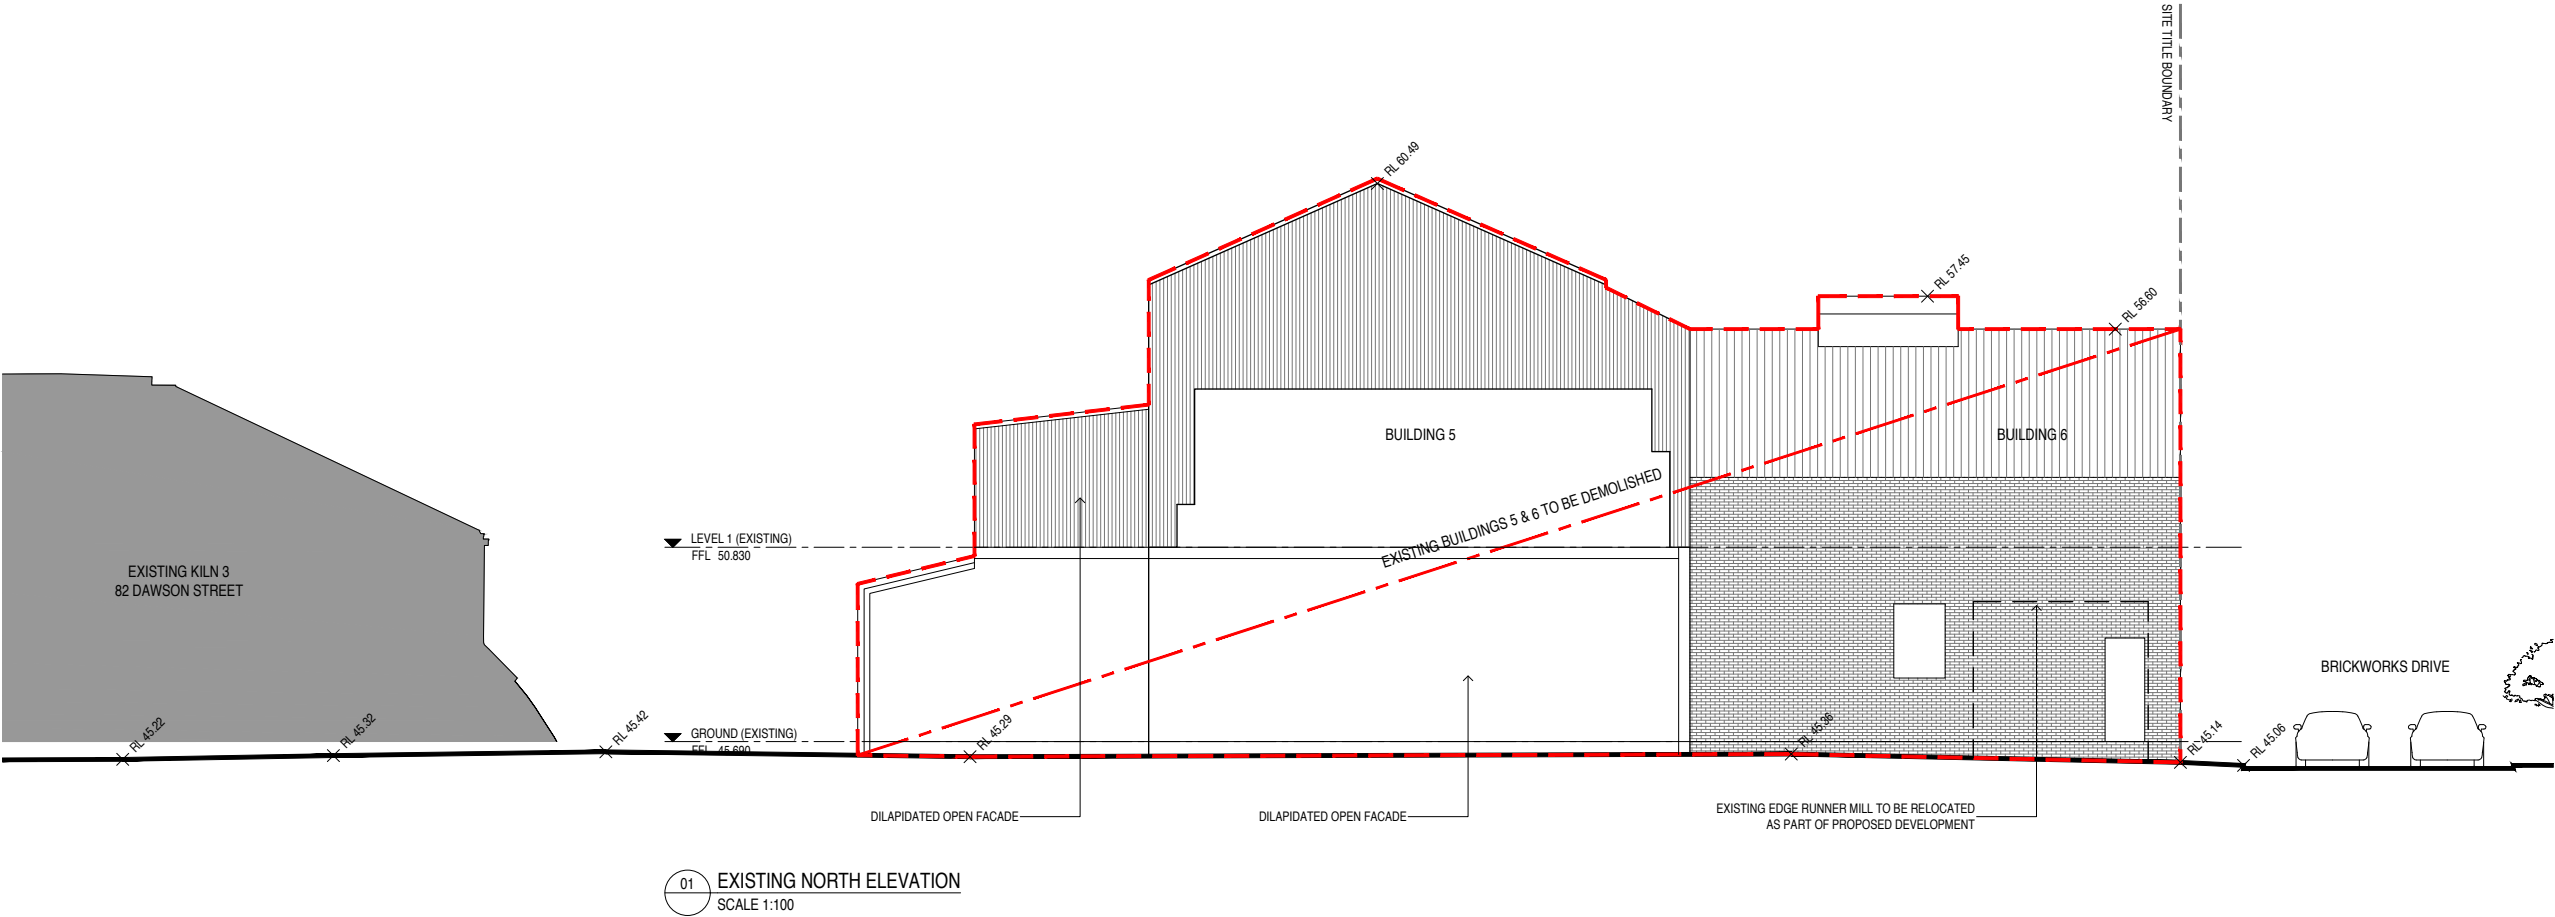 SITE TITLE BOUNDARY
RL 60.49
RL 57.45
RL 56.60
BUILDING 5
BUILDING 6
EXISTING BUILDINGS 5 & 6 TO BE DEMOLISHED
LEVEL 1 (EXISTING)
FFL 50.830
EXISTING KILN 3
82 DAWSON STREET
BRICKWORKS DRIVE
GROUND (EXISTING)
FFL 45.690
RL 45.22
RL 45.32
RL 45.42
RL 45.29
RL 45.36
RL 45.14
RL 45.06
DILAPIDATED OPEN FACADE
DILAPIDATED OPEN FACADE
EXISTING EDGE RUNNER MILL TO BE RELOCATED
AS PART OF PROPOSED DEVELOPMENT
01 EXISTING NORTH ELEVATION
SCALE 1:100